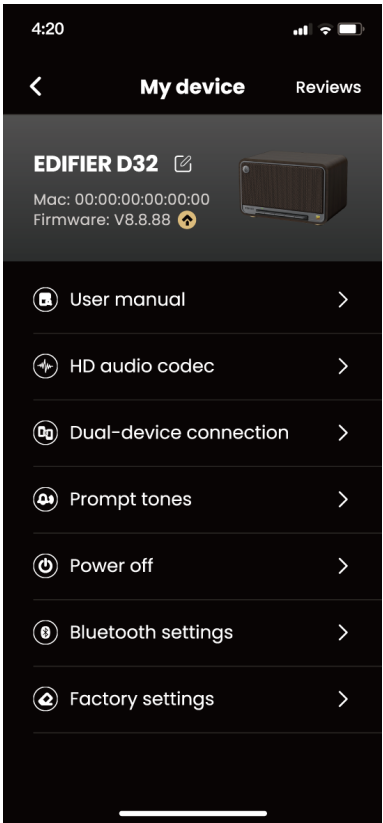 4:20
My device
Reviews
EDIFIER D32
Mac: 00:00:00:00:00:00
Firmware: V8.8.88
User manual
HD audio codec
Dual-device connection
Prompt tones
Power off
Bluetooth settings
Factory settings